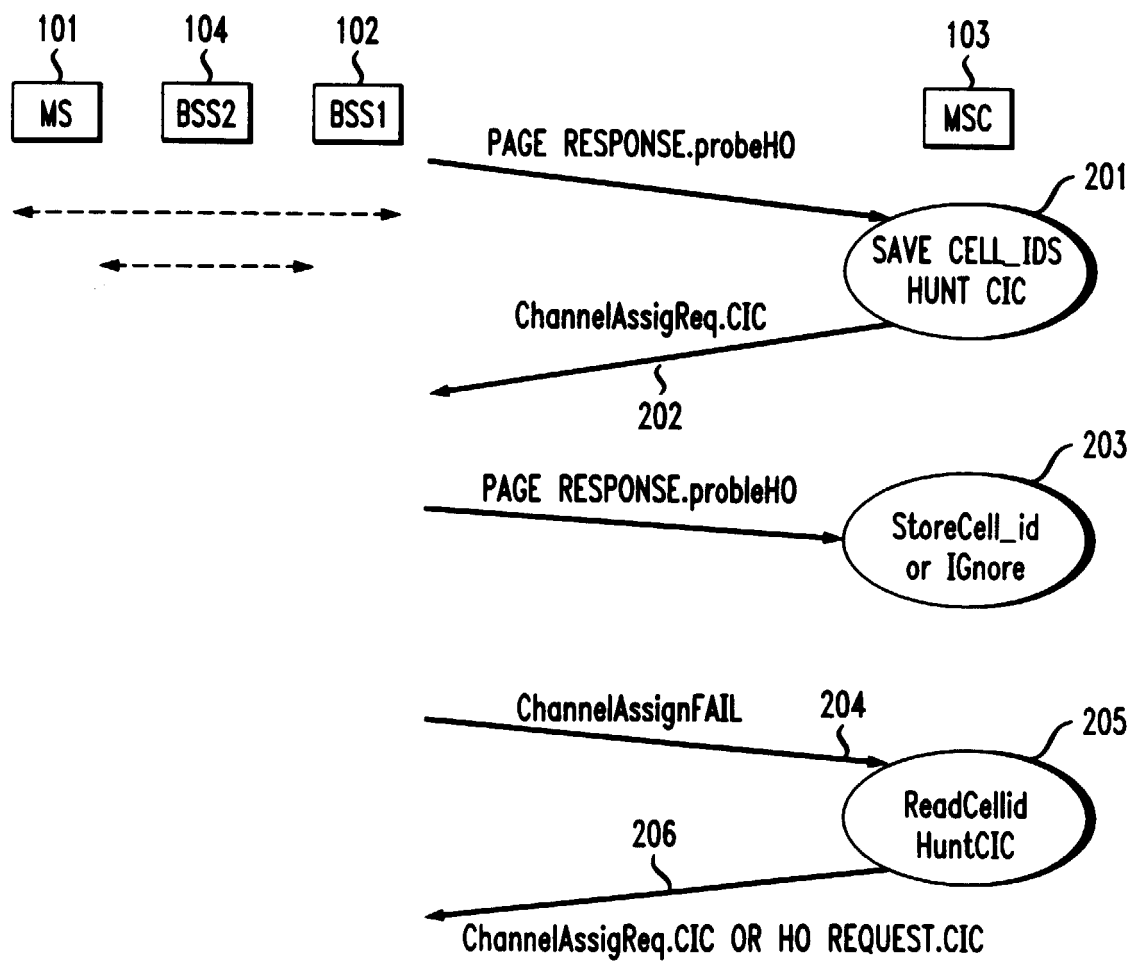 101
104
102
103
MS
BSS2
BSS1
MSC
PAGE RESPONSE.probeHO
201
SAVE CELL_IDS
HUNT CIC
ChannelAssigReq.CIC
202
203
PAGE RESPONSE.probleHO
StoreCell_id
or IGnore
ChannelAssignFAIL
204
205
ReadCellid
HuntCIC
206
ChannelAssigReq.CIC OR HO REQUEST.CIC